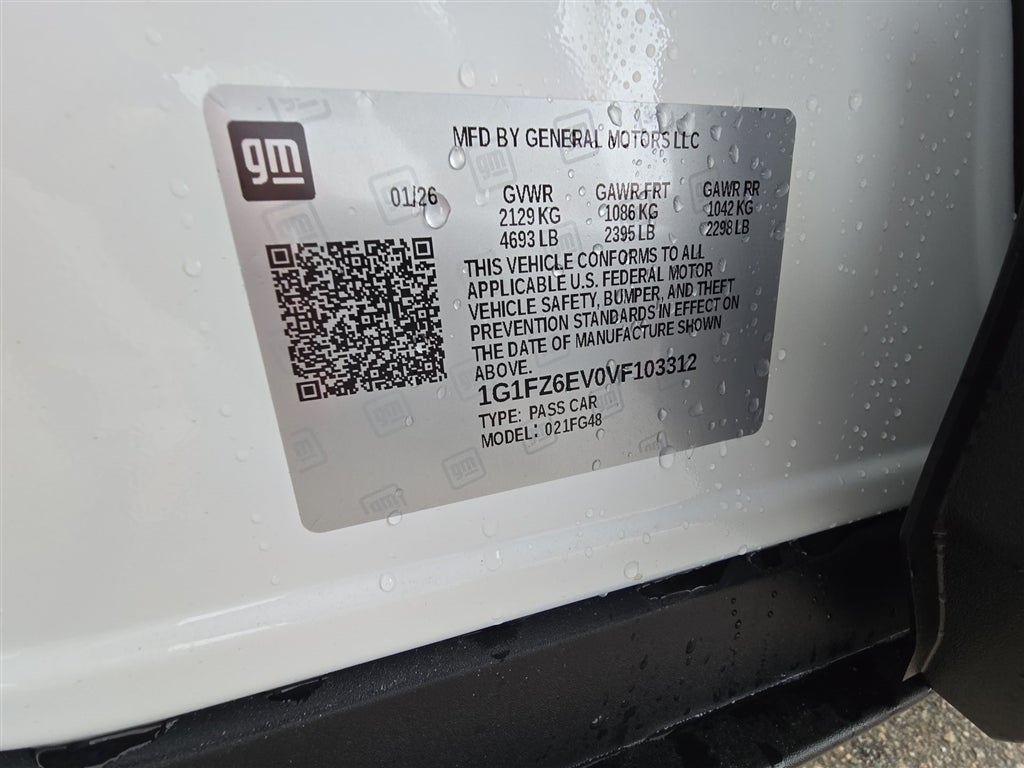 gm
MFD BY GENERAL MOTORS LLC
01/26
GVWR GAWR FRT GAWR RR
2129 KG 1086 KG 1042 KG
4693 LB 2395 LB 2298 LB
THIS VEHICLE CONFORMS TO ALL
APPLICABLE U.S. FEDERAL MOTOR
VEHICLE SAFETY, BUMPER, AND THEFT
PREVENTION STANDARDS IN EFFECT ON
THE DATE OF MANUFACTURE SHOWN
ABOVE.
1G1FZ6EV0VF103312
TYPE: PASS CAR
MODEL: 021FG48